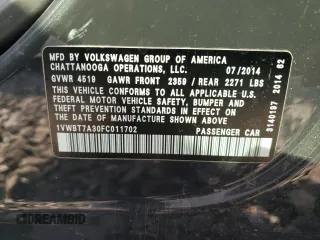 MFD. BY VOLKSWAGEN GROUP OF AMERICA
CHATTANOOGA OPERATIONS, LLC. 07/2014
GVWR 4519 GAWR FRONT 2359 / REAR 2271 LBS
THIS VEHICLE CONFORMS TO ALL APPLICABLE
FEDERAL MOTOR VEHICLE SAFETY, BUMPER AND
THEFT PREVENTION STANDARDS IN EFFECT ON
THE DATE OF MANUFACTURE SHOWN ABOVE.
1VWBT7A30FC011702 PASSENGER CAR
3140197 2014 02
© DREAMBID